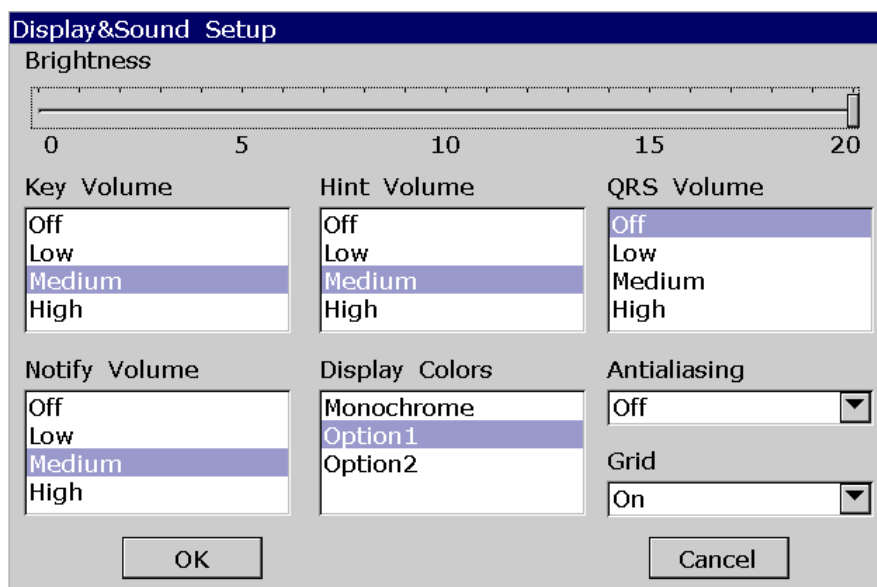 Display&Sound Setup
Brightness
0 5 10 15 20
Key Volume Hint Volume QRS Volume
Off Off Off
Low Low Low
Medium Medium Medium
High High High
Notify Volume Display Colors Antialiasing
Off Monochrome Off
Low Option1
Medium Option2 Grid
High On
OK Cancel